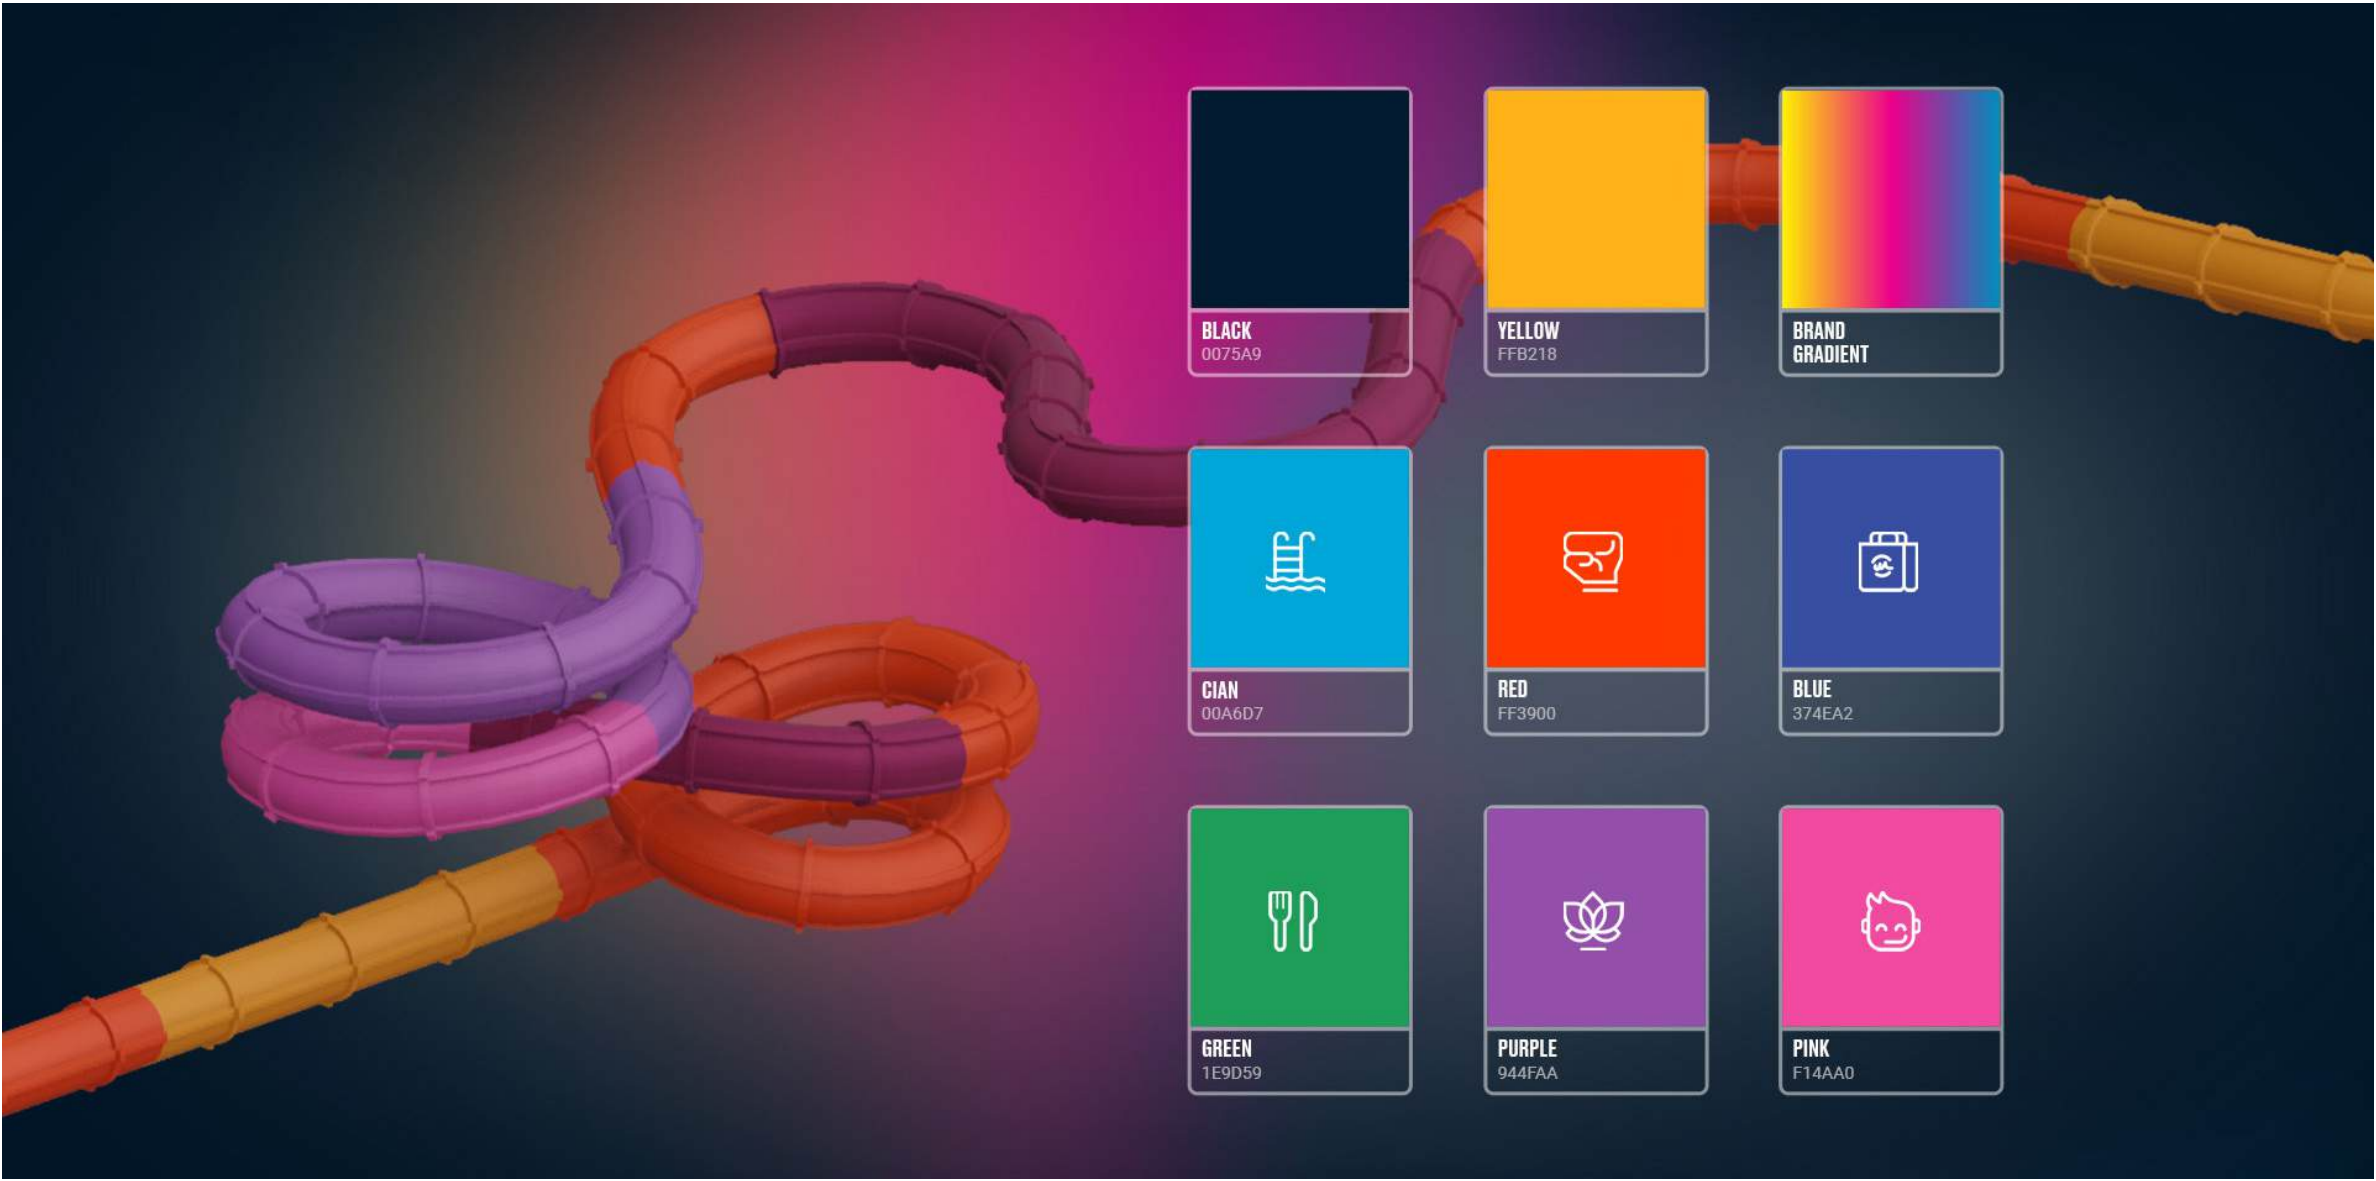 BLACK
0075A9
YELLOW
FFB218
BRAND
GRADIENT
CIAN
00A6D7
RED
FF3900
BLUE
374EA2
GREEN
1E9D59
PURPLE
944FAA
PINK
F14AA0